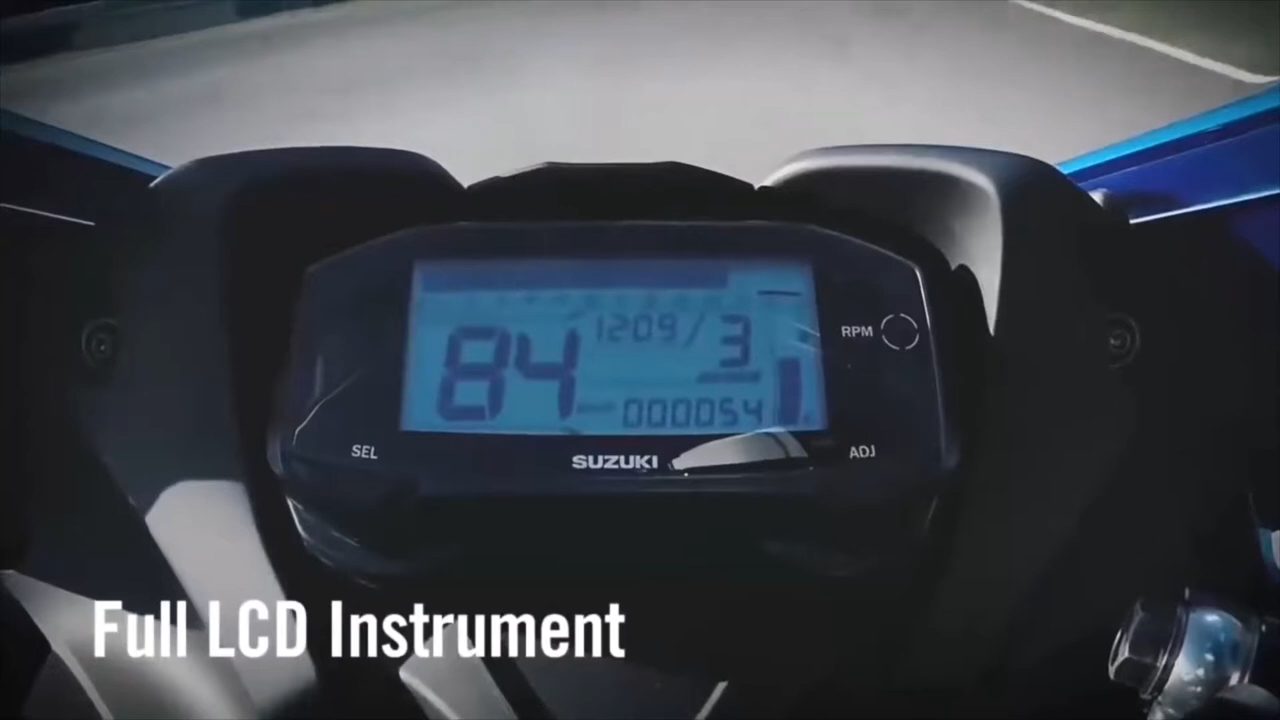 84
1209/
3
000054
RPM
SEL
SUZUKI
ADJ
Full LCD Instrument